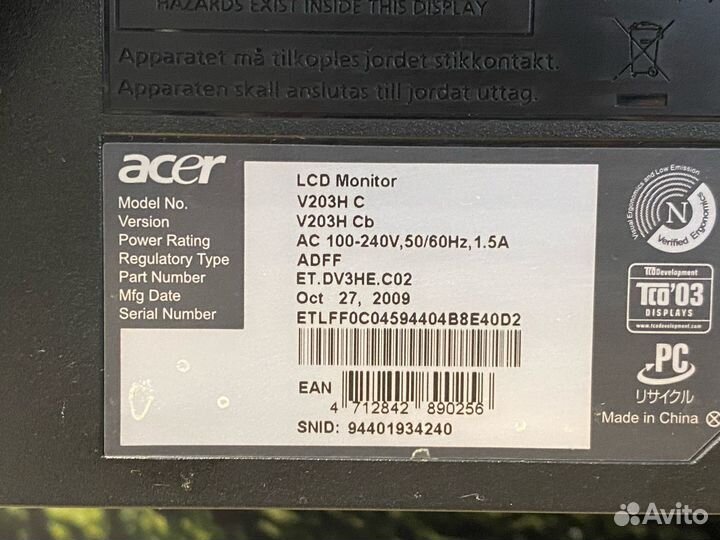 HAZARDS EXIST INSIDE THIS DISPLAY
Apparatet må tilkoples jordet stikkontakt.
Apparaten skall anslutas till jordat uttag.
acer
LCD Monitor
Model No. V203H C
Version V203H Cb
Power Rating AC 100-240V,50/60Hz,1.5A
Regulatory Type ADFF
Part Number ET.DV3HE.C02
Mfg Date Oct 27, 2009
Serial Number ETLFF0C04594404B8E40D2
EAN
4 712842 890256
SNID: 94401934240
Visual Ergonomics and Low Emission
N
Verified Ergonomics
TCO Development
TCO'03
DISPLAYS
www.tcodevelopment.com
PC
リサイクル
Made in China
Avito